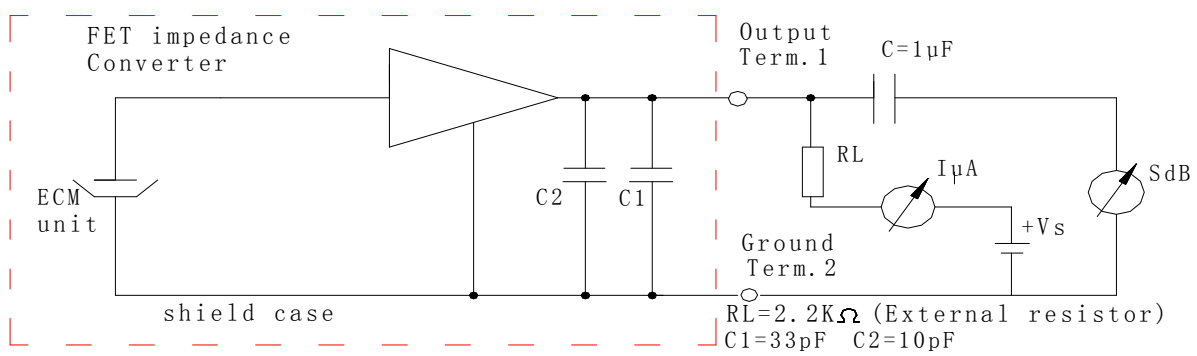 FET impedance
Converter
Output
Term.1
C=1μF
RL
IμA
SdB
ECM
unit
C2
C1
+Vs
Ground
Term.2
shield case
RL=2.2KΩ (External resistor)
C1=33pF C2=10pF